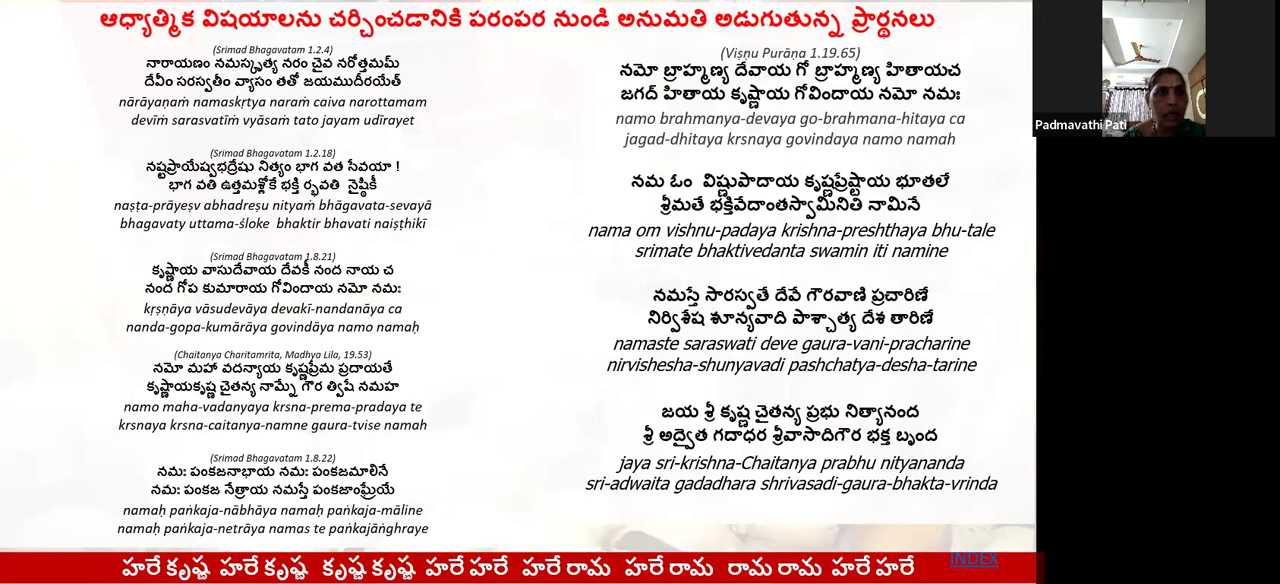 ఆధ్యాత్మిక విషయాలను చర్చించడానికి పరంపర నుండి అనుమతి అడుగుతున్న ప్రార్థనలు
(Srimad Bhagavatam 1.2.4)
నారాయణం నమస్కృత్య నరం చైవ నరోత్తమమ్
దేవీం సరస్వతీం వ్యాసం తతో జయముదీరయేత్
nārāyaṇaṁ namaskṛtya naraṁ caiva narottamam
devīṁ sarasvatīṁ vyāsaṁ tato jayam udīrayet
(Srimad Bhagavatam 1.2.18)
నష్టప్రాయేష్వభద్రేషు నిత్యం భాగ వత సేవయా !
భాగ వతి ఉత్తమశ్లోకే భక్తి ర్భవతి నైష్ఠికీ
naṣṭa-prāyeṣv abhadreṣu nityaṁ bhāgavata-sevayā
bhagavaty uttama-śloke bhaktir bhavati naiṣṭhikī
(Srimad Bhagavatam 1.8.21)
కృష్ణాయ వాసుదేవాయ దేవకీ నంద నాయ చ
నంద గోప కుమారాయ గోవిందాయ నమో నమః
kṛṣṇāya vāsudevāya devakī-nandanāya ca
nanda-gopa-kumārāya govindāya namo namaḥ
(Chaitanya Charitamrita, Madhya Lila, 19.53)
నమో మహా వదన్యాయ కృష్ణప్రేమ ప్రదాయతే
కృష్ణాయకృష్ణ చైతన్య నామ్నే గౌర త్విషే నమహ
namo maha-vadanyaya krsna-prema-pradaya te
krsnaya krsna-caitanya-namne gaura-tvise namah
(Srimad Bhagavatam 1.8.22)
నమః పంకజనాభాయ నమః పంకజమాలినే
నమః పంకజ నేత్రాయ నమస్తే పంకజాంఘ్రేయే
namaḥ paṅkaja-nābhāya namaḥ paṅkaja-māline
namaḥ paṅkaja-netrāya namas te paṅkajāṅghraye
(Viṣṇu Purāṇa 1.19.65)
నమో బ్రాహ్మణ్య దేవాయ గో బ్రాహ్మణ్య హితాయచ
జగద్ హితాయ కృష్ణాయ గోవిందాయ నమో నమః
namo brahmanya-devaya go-brahmana-hitaya ca
jagad-dhitaya krsnaya govindaya namo namah
నమ ఓం విష్ణుపాదాయ కృష్ణప్రేష్టాయ భూతలే
శ్రీమతే భక్తివేదాంతస్వామినితి నామినే
nama om vishnu-padaya krishna-preshthaya bhu-tale
srimate bhaktivedanta swamin iti namine
నమస్తే సారస్వతే దేవే గౌరవాణి ప్రచారిణే
నిర్విశేష శూన్యవాది పాశ్చాత్య దేశ తారిణే
namaste saraswati deve gaura-vani-pracharine
nirvishesha-shunyavadi pashchatya-desha-tarine
జయ శ్రీ కృష్ణ చైతన్య ప్రభు నిత్యానంద
శ్రీ అద్వైత గదాధర శ్రీవాసాదిగౌర భక్త బృంద
jaya sri-krishna-Chaitanya prabhu nityananda
sri-adwaita gadadhara shrivasadi-gaura-bhakta-vrinda
హరే కృష్ణ హరే కృష్ణ కృష్ణ కృష్ణ హరే హరే హరే రామ హరే రామ రామ రామ హరే హరే
INDEX
Padmavathi Pati